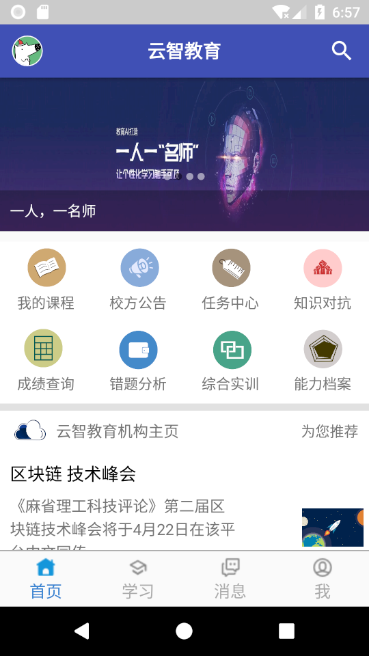 6:57
云智教育
教育AI打造
一人一“名师”
让个性化学习触手可及
一人，一名师
我的课程
校方公告
任务中心
知识对抗
成绩查询
错题分析
综合实训
能力档案
云智教育机构主页
为您推荐
区块链 技术峰会
《麻省理工科技评论》第二届区
块链技术峰会将于4月22日在该平
首页
学习
消息
我